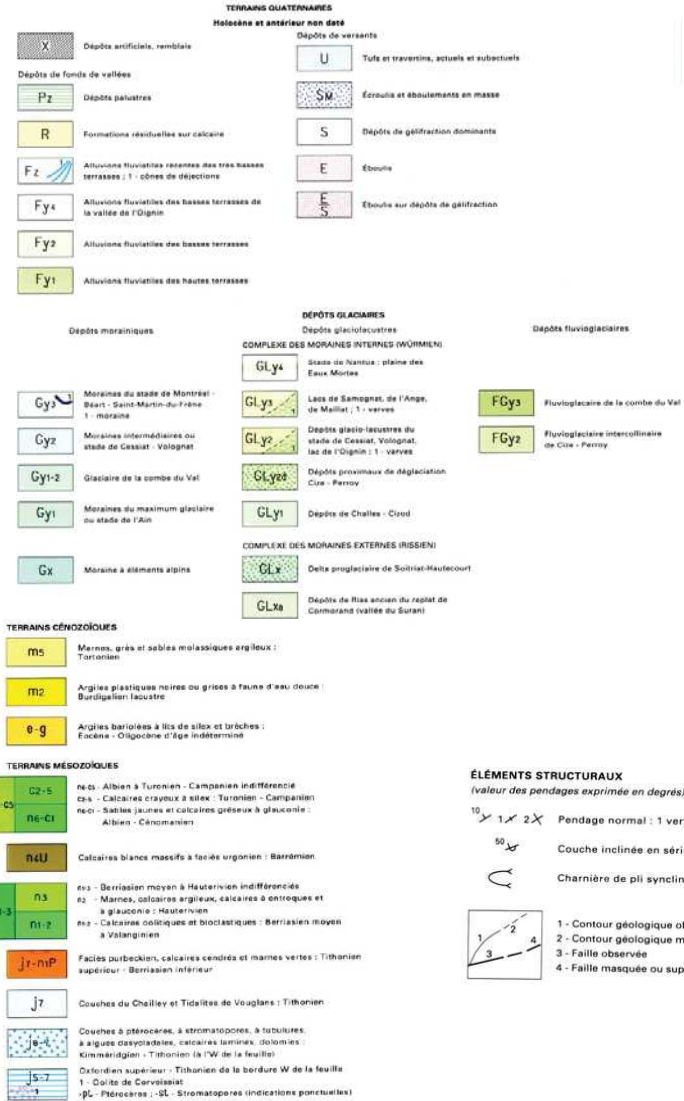 TERRAINS QUATERNAIRES
Holocène et antérieur non daté
X
Dépôts artificiels, remblais
Dépôts de fonds de vallées
Pz
Dépôts palustres
R
Formations résiduelles sur calcaire
Fz
1
Alluvions fluviatiles récentes des très basses
terrasses ; 1 - cônes de déjections
Fy4
Alluvions fluviatiles des basses terrasses de
la vallée de l'Oignin
Fy2
Alluvions fluviatiles des basses terrasses
Fy1
Alluvions fluviatiles des hautes terrasses
Dépôts de versants
U
Tufs et travertins, actuels et subactuels
SM
Écroulis et éboulements en masse
S
Dépôts de gélifraction dominants
E
Éboulis
E
S
Éboulis sur dépôts de gélifraction
DÉPÔTS GLACIAIRES
Dépôts morainiques
Dépôts glaciolacustres
Dépôts fluvioglaciaires
COMPLEXE DES MORAINES INTERNES (WÜRMIEN)
GLy4
Stade de Nantua : plaine des
Eaux Mortes
Gy3
1
Moraines du stade de Montréal -
Béart - Saint-Martin-du-Frêne
1 - moraine
GLy3
1
Lacs de Samognat, de l'Ange,
de Maillat ; 1 - varves
FGy3
Fluvioglacaire de la combe du Val
Gy2
Moraines intermédiaires ou
stade de Cessiat - Volognat
GLy2
1
Dépôts glacio-lacustres du
stade de Cessiat, Volognat,
lac de l'Oignin ; 1 - varves
FGy2
Fluvioglaciaire intercollinaire
de Cize - Perroy
Gy1-2
Glaciaire de la combe du Val
GLy2d
Dépôts proximaux de déglaciation
Cize - Perroy
Gy1
Moraines du maximum glaciaire
ou stade de l'Ain
GLy1
Dépôts de Challes - Cizod
COMPLEXE DES MORAINES EXTERNES (RISSIEN)
Gx
Moraine à éléments alpins
GLx
Delta proglaciaire de Soitriat-Hautecourt
GLxa
Dépôts de Riss ancien du replat de
Cormorand (vallée du Suran)
TERRAINS CÉNOZOÏQUES
m5
Marnes, grès et sables molassiques argileux :
Tortonien
m2
Argiles plastiques noires ou grises à faune d'eau douce :
Burdigalien lacustre
e-g
Argiles bariolées à lits de silex et brèches :
Éocène - Oligocène d'âge indéterminé
TERRAINS MÉSOZOÏQUES
-c5
c2-5
n6-c1
n6-c5 - Albien à Turonien - Campanien indifférencié
c2-5 - Calcaires crayeux à silex : Turonien - Campanien
n6-c1 - Sables jaunes et calcaires gréseux à glauconie :
Albien - Cénomanien
n4U
Calcaires blancs massifs à faciès urgonien : Barrémien
-3
n3
n1-2
n1-3 - Berriasien moyen à Hauterivien indifférenciés
n3 - Marnes, calcaires argileux, calcaires à entroques et
à glauconie : Hauterivien
n1-2 - Calcaires oolitiques et bioclastiques : Berriasien moyen
à Valanginien
j7-n1P
Faciès purbeckien, calcaires cendrés et marnes vertes : Tithonien
supérieur - Berriasien inférieur
j7
Couches du Chailley et Tidalites de Vouglans : Tithonien
Couches à ptérocères, à stromatopores, à tubulures,
à algues dasycladales, calcaires laminés, dolomies :
Kimméridgien - Tithonien (à l'W de la feuille)
j5-7
1
Oxfordien supérieur - Tithonien de la bordure W de la feuille
1 - Oolite de Corveissiat
-pt - Ptérocères ; -St - Stromatopores (indications ponctuelles)
ÉLÉMENTS STRUCTURAUX
(valeur des pendages exprimée en degrés)
10 1 2 Pendage normal : 1 ver
50 Couche inclinée en séri
Charnière de pli synclin
1
2
3
4
1 - Contour géologique ob
2 - Contour géologique m
3 - Faille observée
4 - Faille masquée ou sup